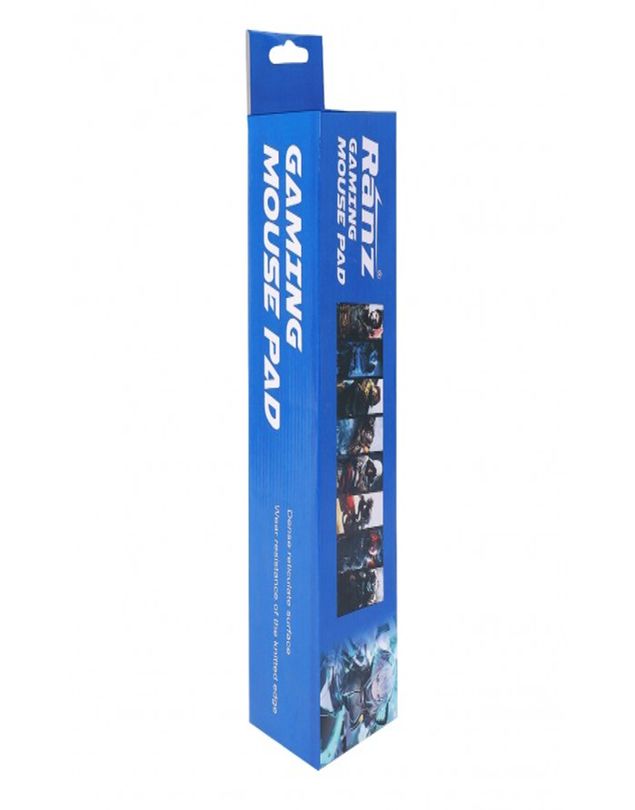 GAMING
MOUSE PAD
Dense reticulate surface
Wear resistance of the knitted edge
Ranz®
GAMING
MOUSE PAD